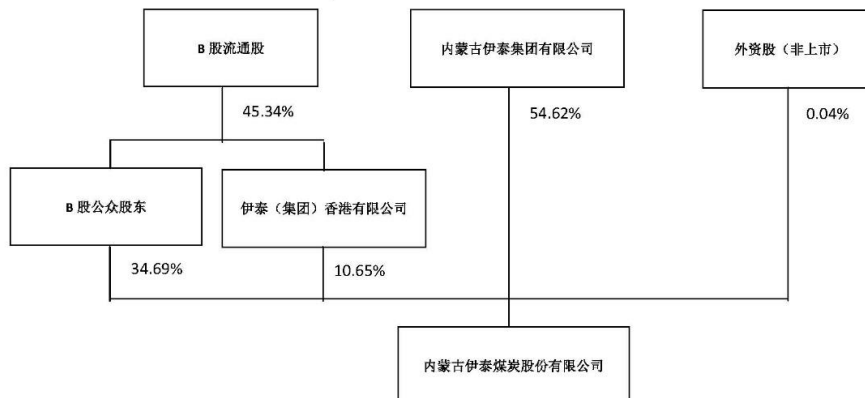 B 股流通股
内蒙古伊泰集团有限公司
外资股（非上市）
45.34%
54.62%
0.04%
B 股公众股东
伊泰（集团）香港有限公司
34.69%
10.65%
内蒙古伊泰煤炭股份有限公司